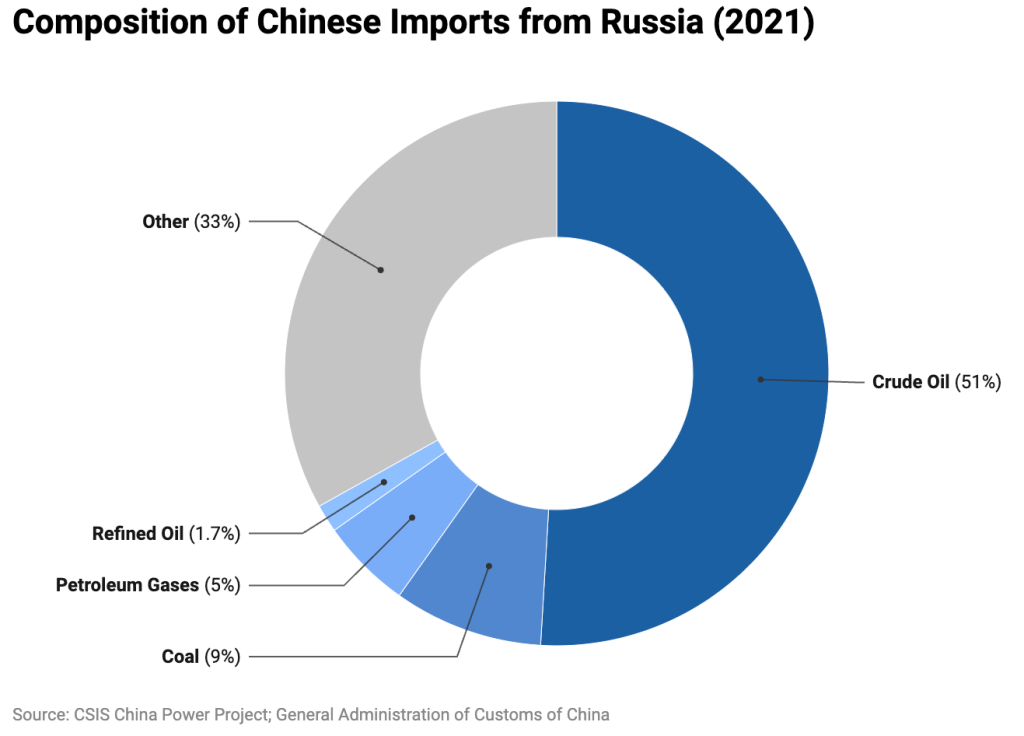 Composition of Chinese Imports from Russia (2021)
Other (33%)
Crude Oil (51%)
Refined Oil (1.7%)
Petroleum Gases (5%)
Coal (9%)
Source: CSIS China Power Project; General Administration of Customs of China